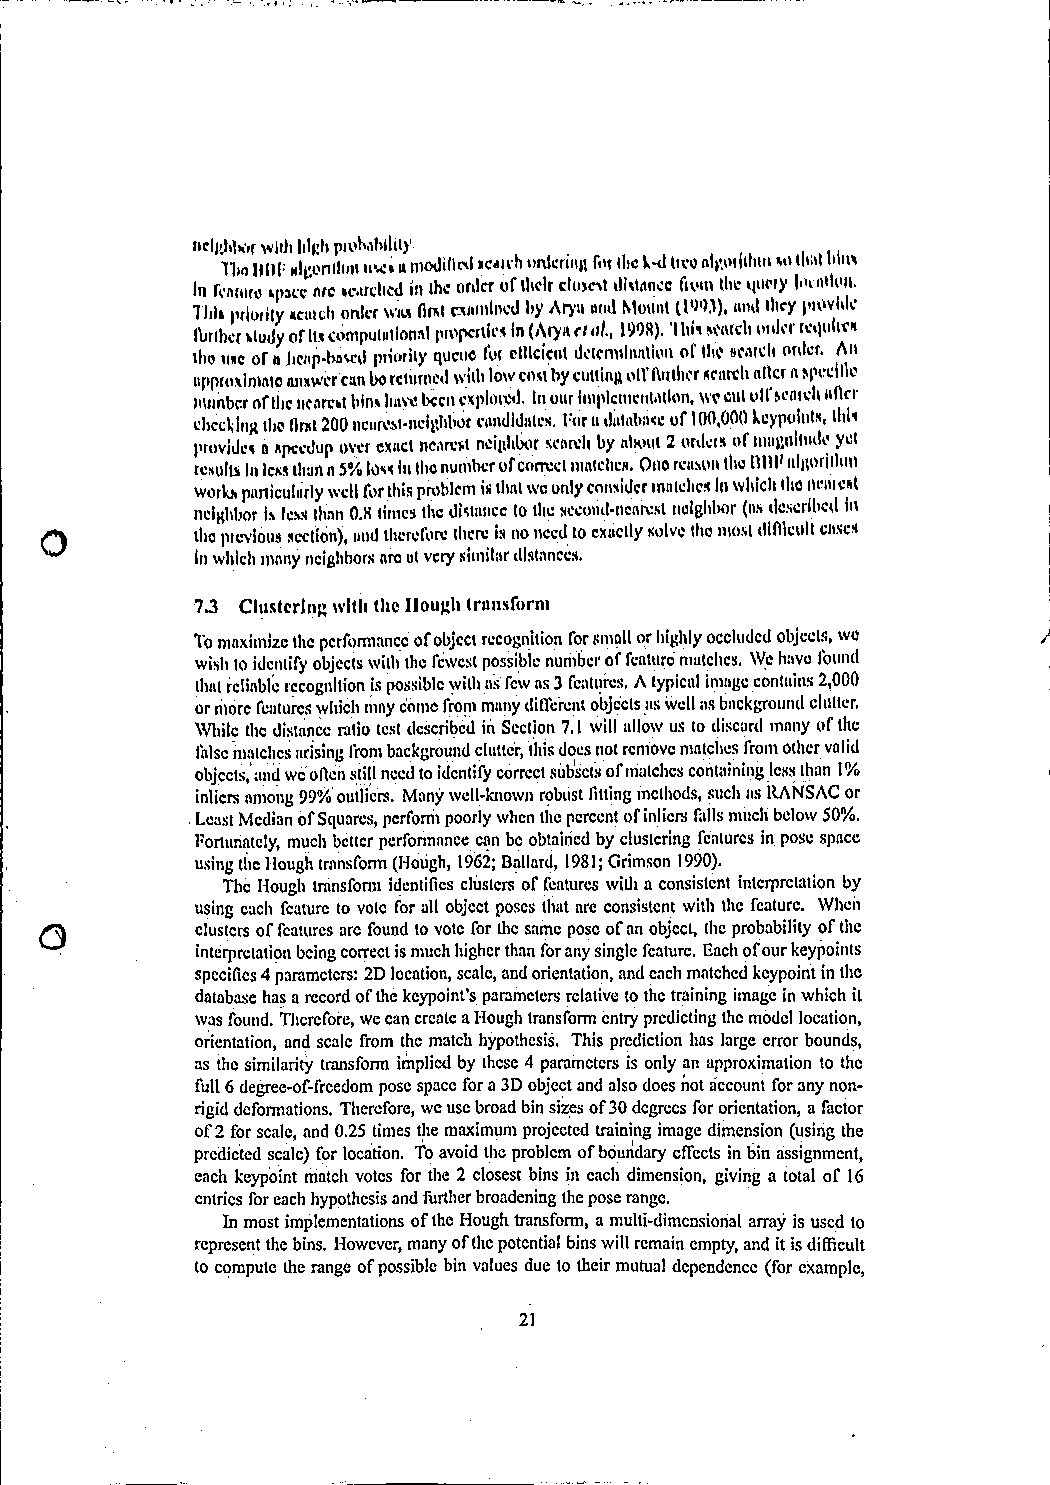 neighbor with high probability.
The BBF algorithm uses a modified search ordering for the k-d tree algorithm so that bins
in feature space are searched in the order of their closest distance from the query location.
This priority search order was first examined by Arya and Mount (1993), and they provide
further study of its computational properties in (Arya et al., 1998). This search order requires
the use of a heap-based priority queue for efficient determination of the search order. An
approximate answer can be returned with low cost by cutting off further search after a specific
number of the nearest bins have been explored. In our implementation, we cut off search after
checking the first 200 nearest-neighbor candidates. For a database of 100,000 keypoints, this
provides a speedup over exact nearest neighbor search by about 2 orders of magnitude yet
results in less than a 5% loss in the number of correct matches. One reason the BBF algorithm
works particularly well for this problem is that we only consider matches in which the nearest
neighbor is less than 0.8 times the distance to the second-nearest neighbor (as described in
the previous section), and therefore there is no need to exactly solve the most difficult cases
in which many neighbors are at very similar distances.
7.3 Clustering with the Hough transform
To maximize the performance of object recognition for small or highly occluded objects, we
wish to identify objects with the fewest possible number of feature matches. We have found
that reliable recognition is possible with as few as 3 features. A typical image contains 2,000
or more features which may come from many different objects as well as background clutter.
While the distance ratio test described in Section 7.1 will allow us to discard many of the
false matches arising from background clutter, this does not remove matches from other valid
objects, and we often still need to identify correct subsets of matches containing less than 1%
inliers among 99% outliers. Many well-known robust fitting methods, such as RANSAC or
Least Median of Squares, perform poorly when the percent of inliers falls much below 50%.
Fortunately, much better performance can be obtained by clustering features in pose space
using the Hough transform (Hough, 1962; Ballard, 1981; Grimson 1990).
The Hough transform identifies clusters of features with a consistent interpretation by
using each feature to vote for all object poses that are consistent with the feature. When
clusters of features are found to vote for the same pose of an object, the probability of the
interpretation being correct is much higher than for any single feature. Each of our keypoints
specifies 4 parameters: 2D location, scale, and orientation, and each matched keypoint in the
database has a record of the keypoint's parameters relative to the training image in which it
was found. Therefore, we can create a Hough transform entry predicting the model location,
orientation, and scale from the match hypothesis. This prediction has large error bounds,
as the similarity transform implied by these 4 parameters is only an approximation to the
full 6 degree-of-freedom pose space for a 3D object and also does not account for any non-
rigid deformations. Therefore, we use broad bin sizes of 30 degrees for orientation, a factor
of 2 for scale, and 0.25 times the maximum projected training image dimension (using the
predicted scale) for location. To avoid the problem of boundary effects in bin assignment,
each keypoint match votes for the 2 closest bins in each dimension, giving a total of 16
entries for each hypothesis and further broadening the pose range.
In most implementations of the Hough transform, a multi-dimensional array is used to
represent the bins. However, many of the potential bins will remain empty, and it is difficult
to compute the range of possible bin values due to their mutual dependence (for example,
21